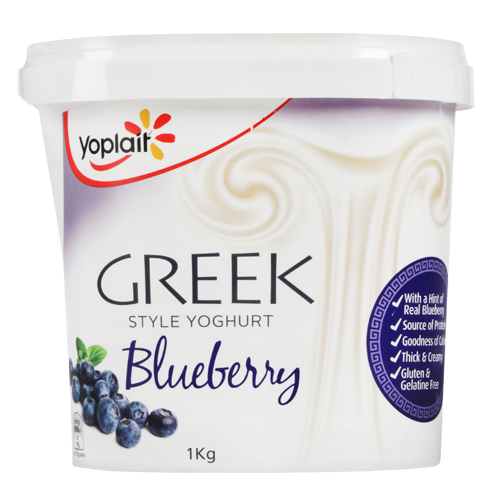 yoplait
GREEK
STYLE YOGHURT
Blueberry
1Kg
With a Hint of
Real Blueberry
Source of
Goodness of
Thick & Creamy
Gluten &
Gelatine Free